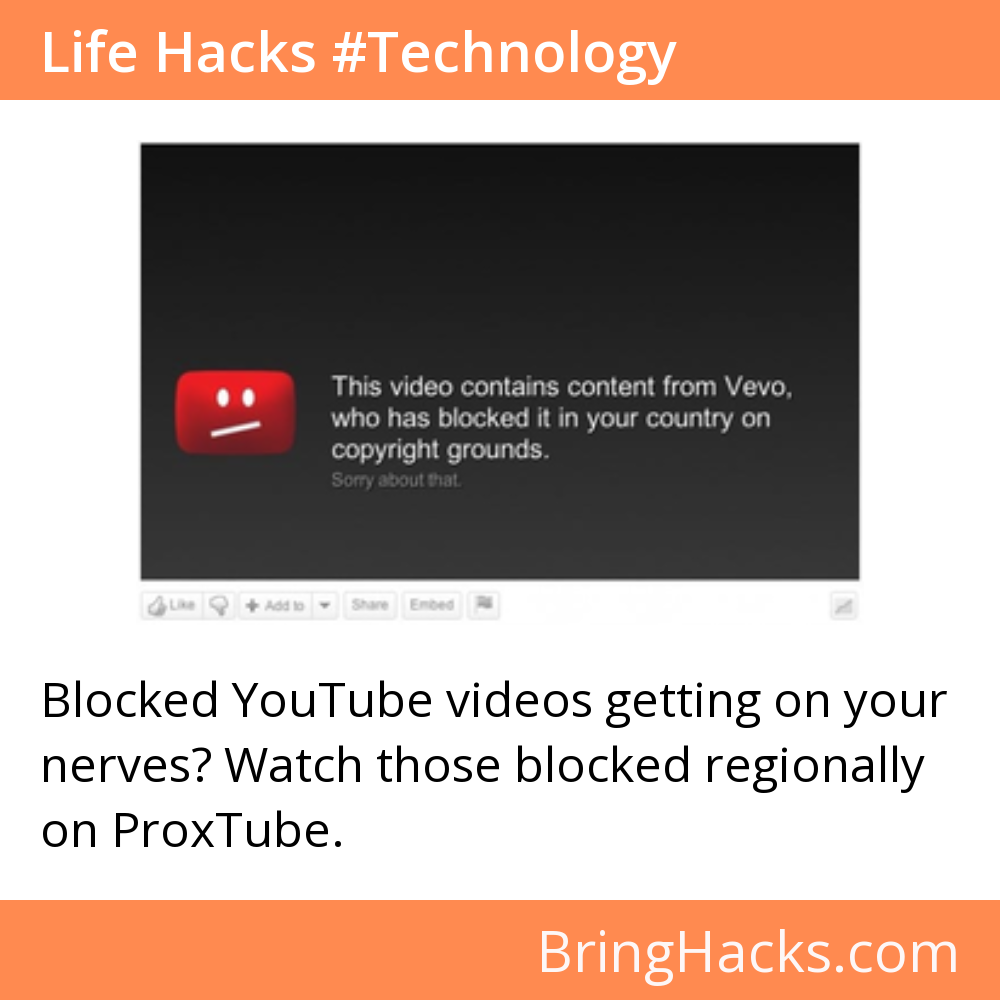 Life Hacks #Technology
This video contains content from Vevo,
who has blocked it in your country on
copyright grounds.
Sorry about that.
Like
Add to
Share
Embed
Blocked YouTube videos getting on your
nerves? Watch those blocked regionally
on ProxTube.
BringHacks.com